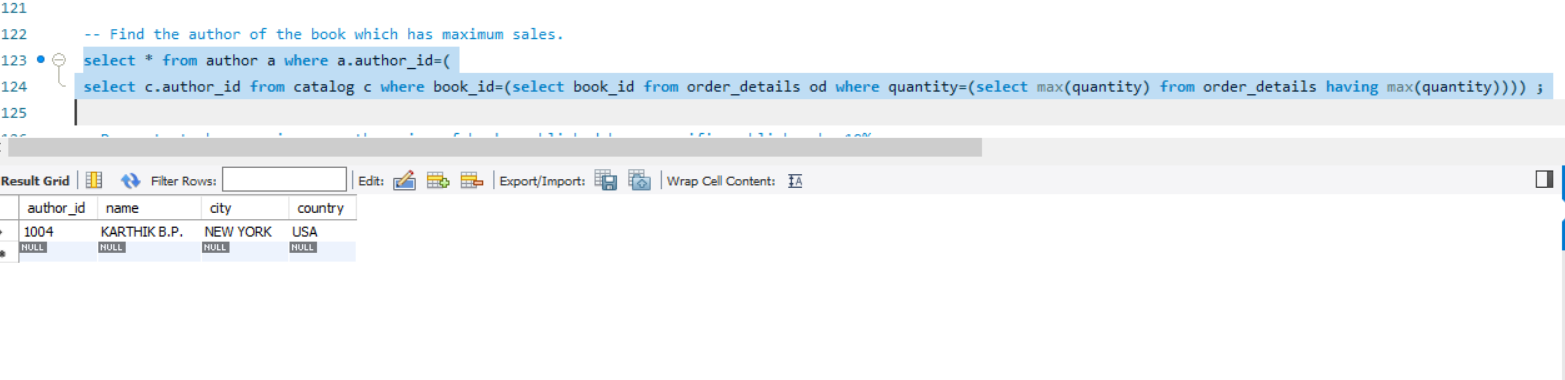 121
122 -- Find the author of the book which has maximum sales.
123 select * from author a where a.author_id=(
124 select c.author_id from catalog c where book_id=(select book_id from order_details od where quantity=(select max(quantity) from order_details having max(quantity)))) ;
125
Result Grid Filter Rows: Edit: Export/Import: Wrap Cell Content:
author_id name city country
1004 KARTHIK B.P. NEW YORK USA
NULL NULL NULL NULL